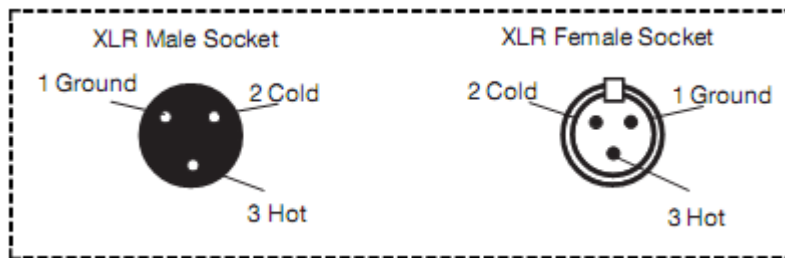 XLR Male Socket
1 Ground
2 Cold
3 Hot
XLR Female Socket
2 Cold
1 Ground
3 Hot